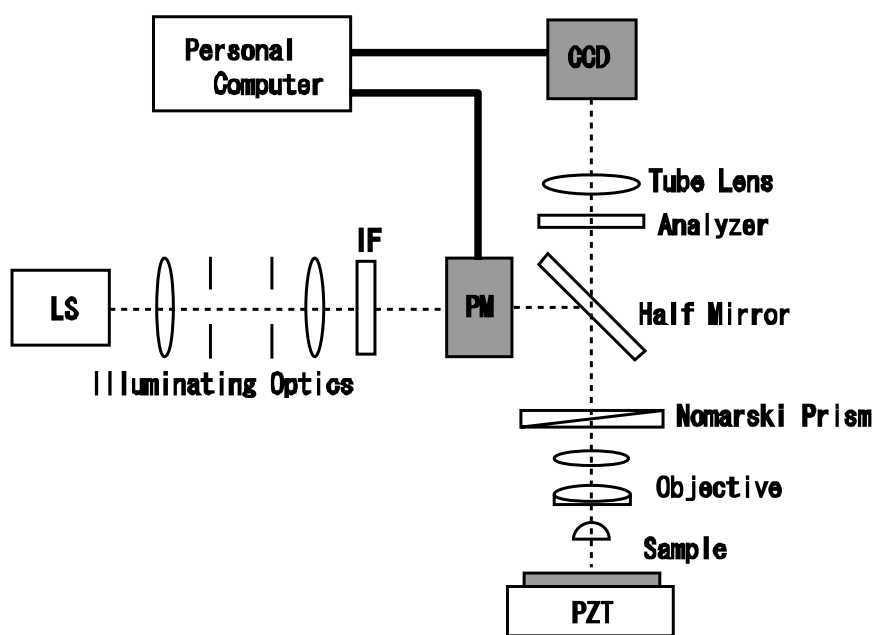 Personal
Computer
CCD
Tube Lens
Analyzer
IF
LS
PM
Half Mirror
Illuminating Optics
Nomarski Prism
Objective
Sample
PZT